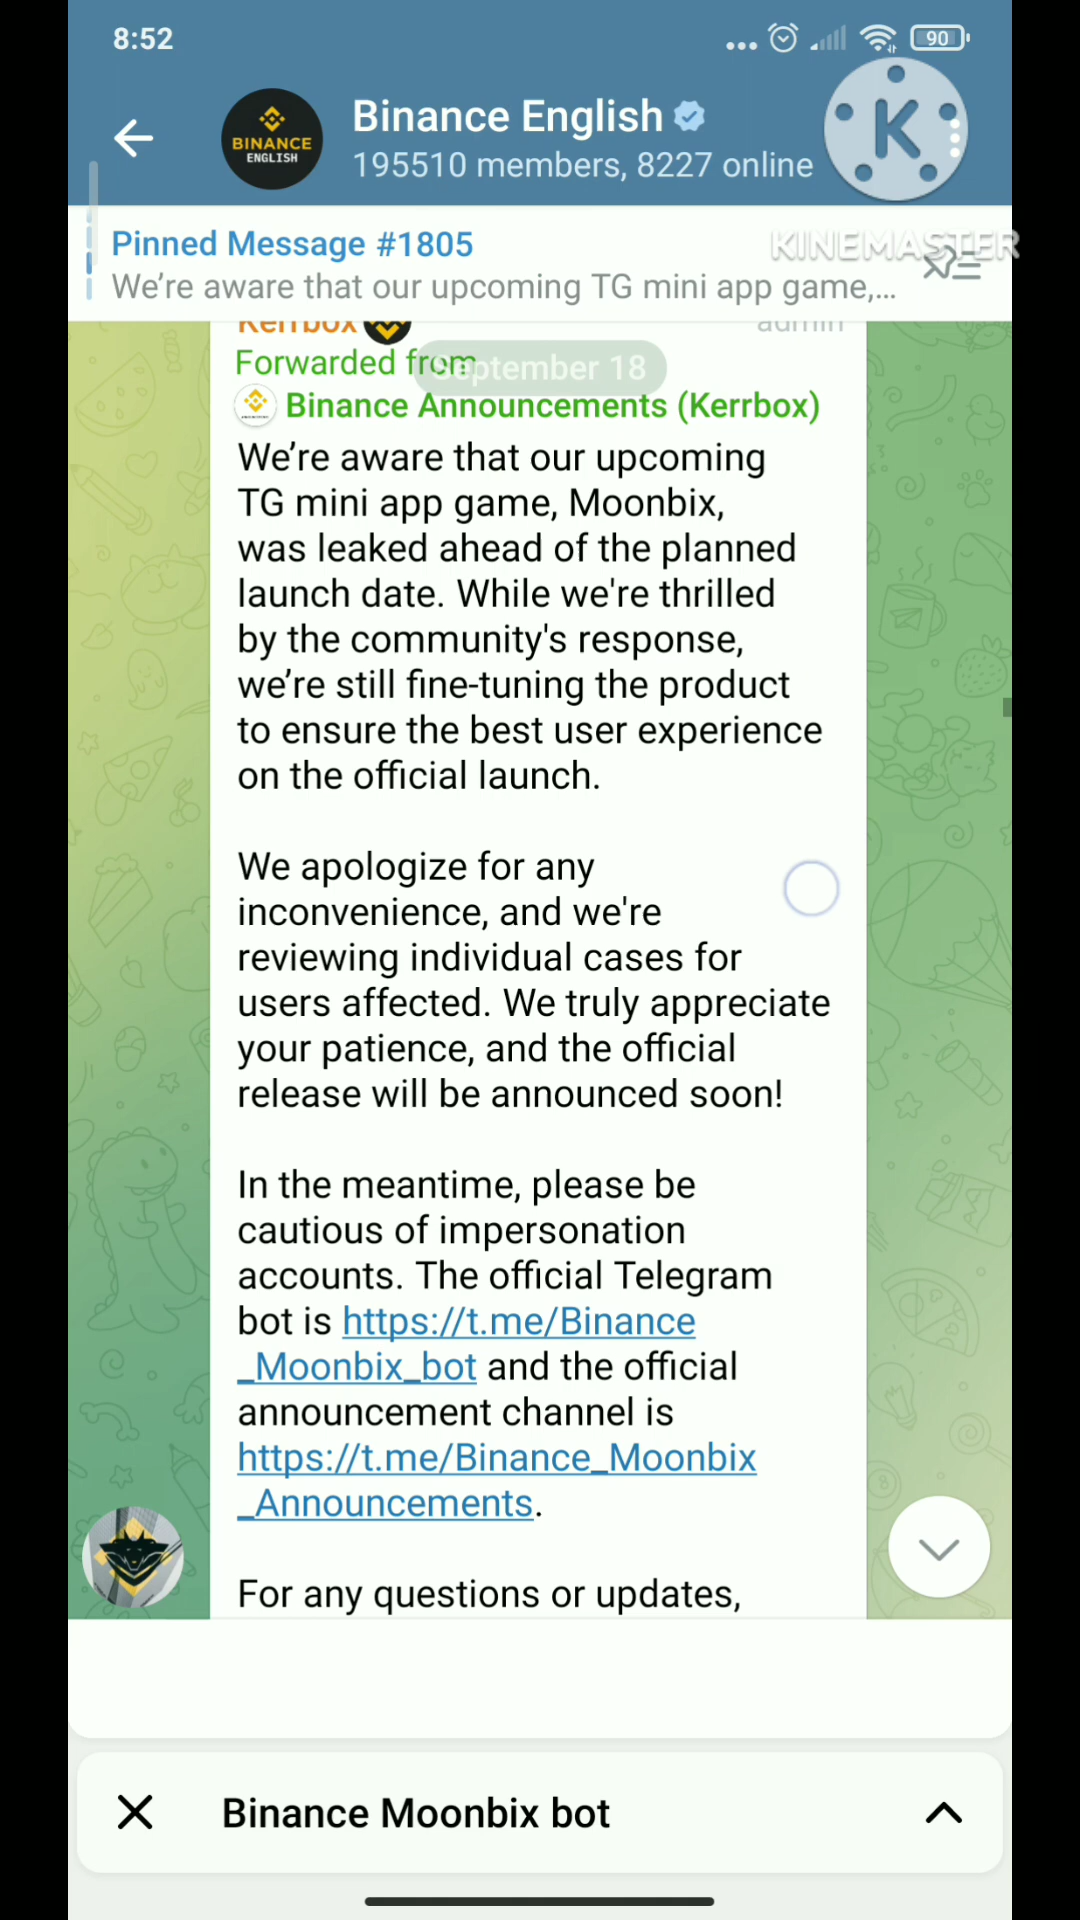 8:52
90
BINANCE
ENGLISH
Binance English
195510 members, 8227 online
K
Pinned Message #1805
KINEMASTER
We’re aware that our upcoming TG mini app game,...
Kerrbox
admin
Forwarded from
September 18
Binance Announcements (Kerrbox)
We’re aware that our upcoming
TG mini app game, Moonbix,
was leaked ahead of the planned
launch date. While we're thrilled
by the community's response,
we’re still fine-tuning the product
to ensure the best user experience
on the official launch.
We apologize for any
inconvenience, and we're
reviewing individual cases for
users affected. We truly appreciate
your patience, and the official
release will be announced soon!
In the meantime, please be
cautious of impersonation
accounts. The official Telegram
bot is https://t.me/Binance
_Moonbix_bot and the official
announcement channel is
https://t.me/Binance_Moonbix
_Announcements.
For any questions or updates,
Binance Moonbix bot